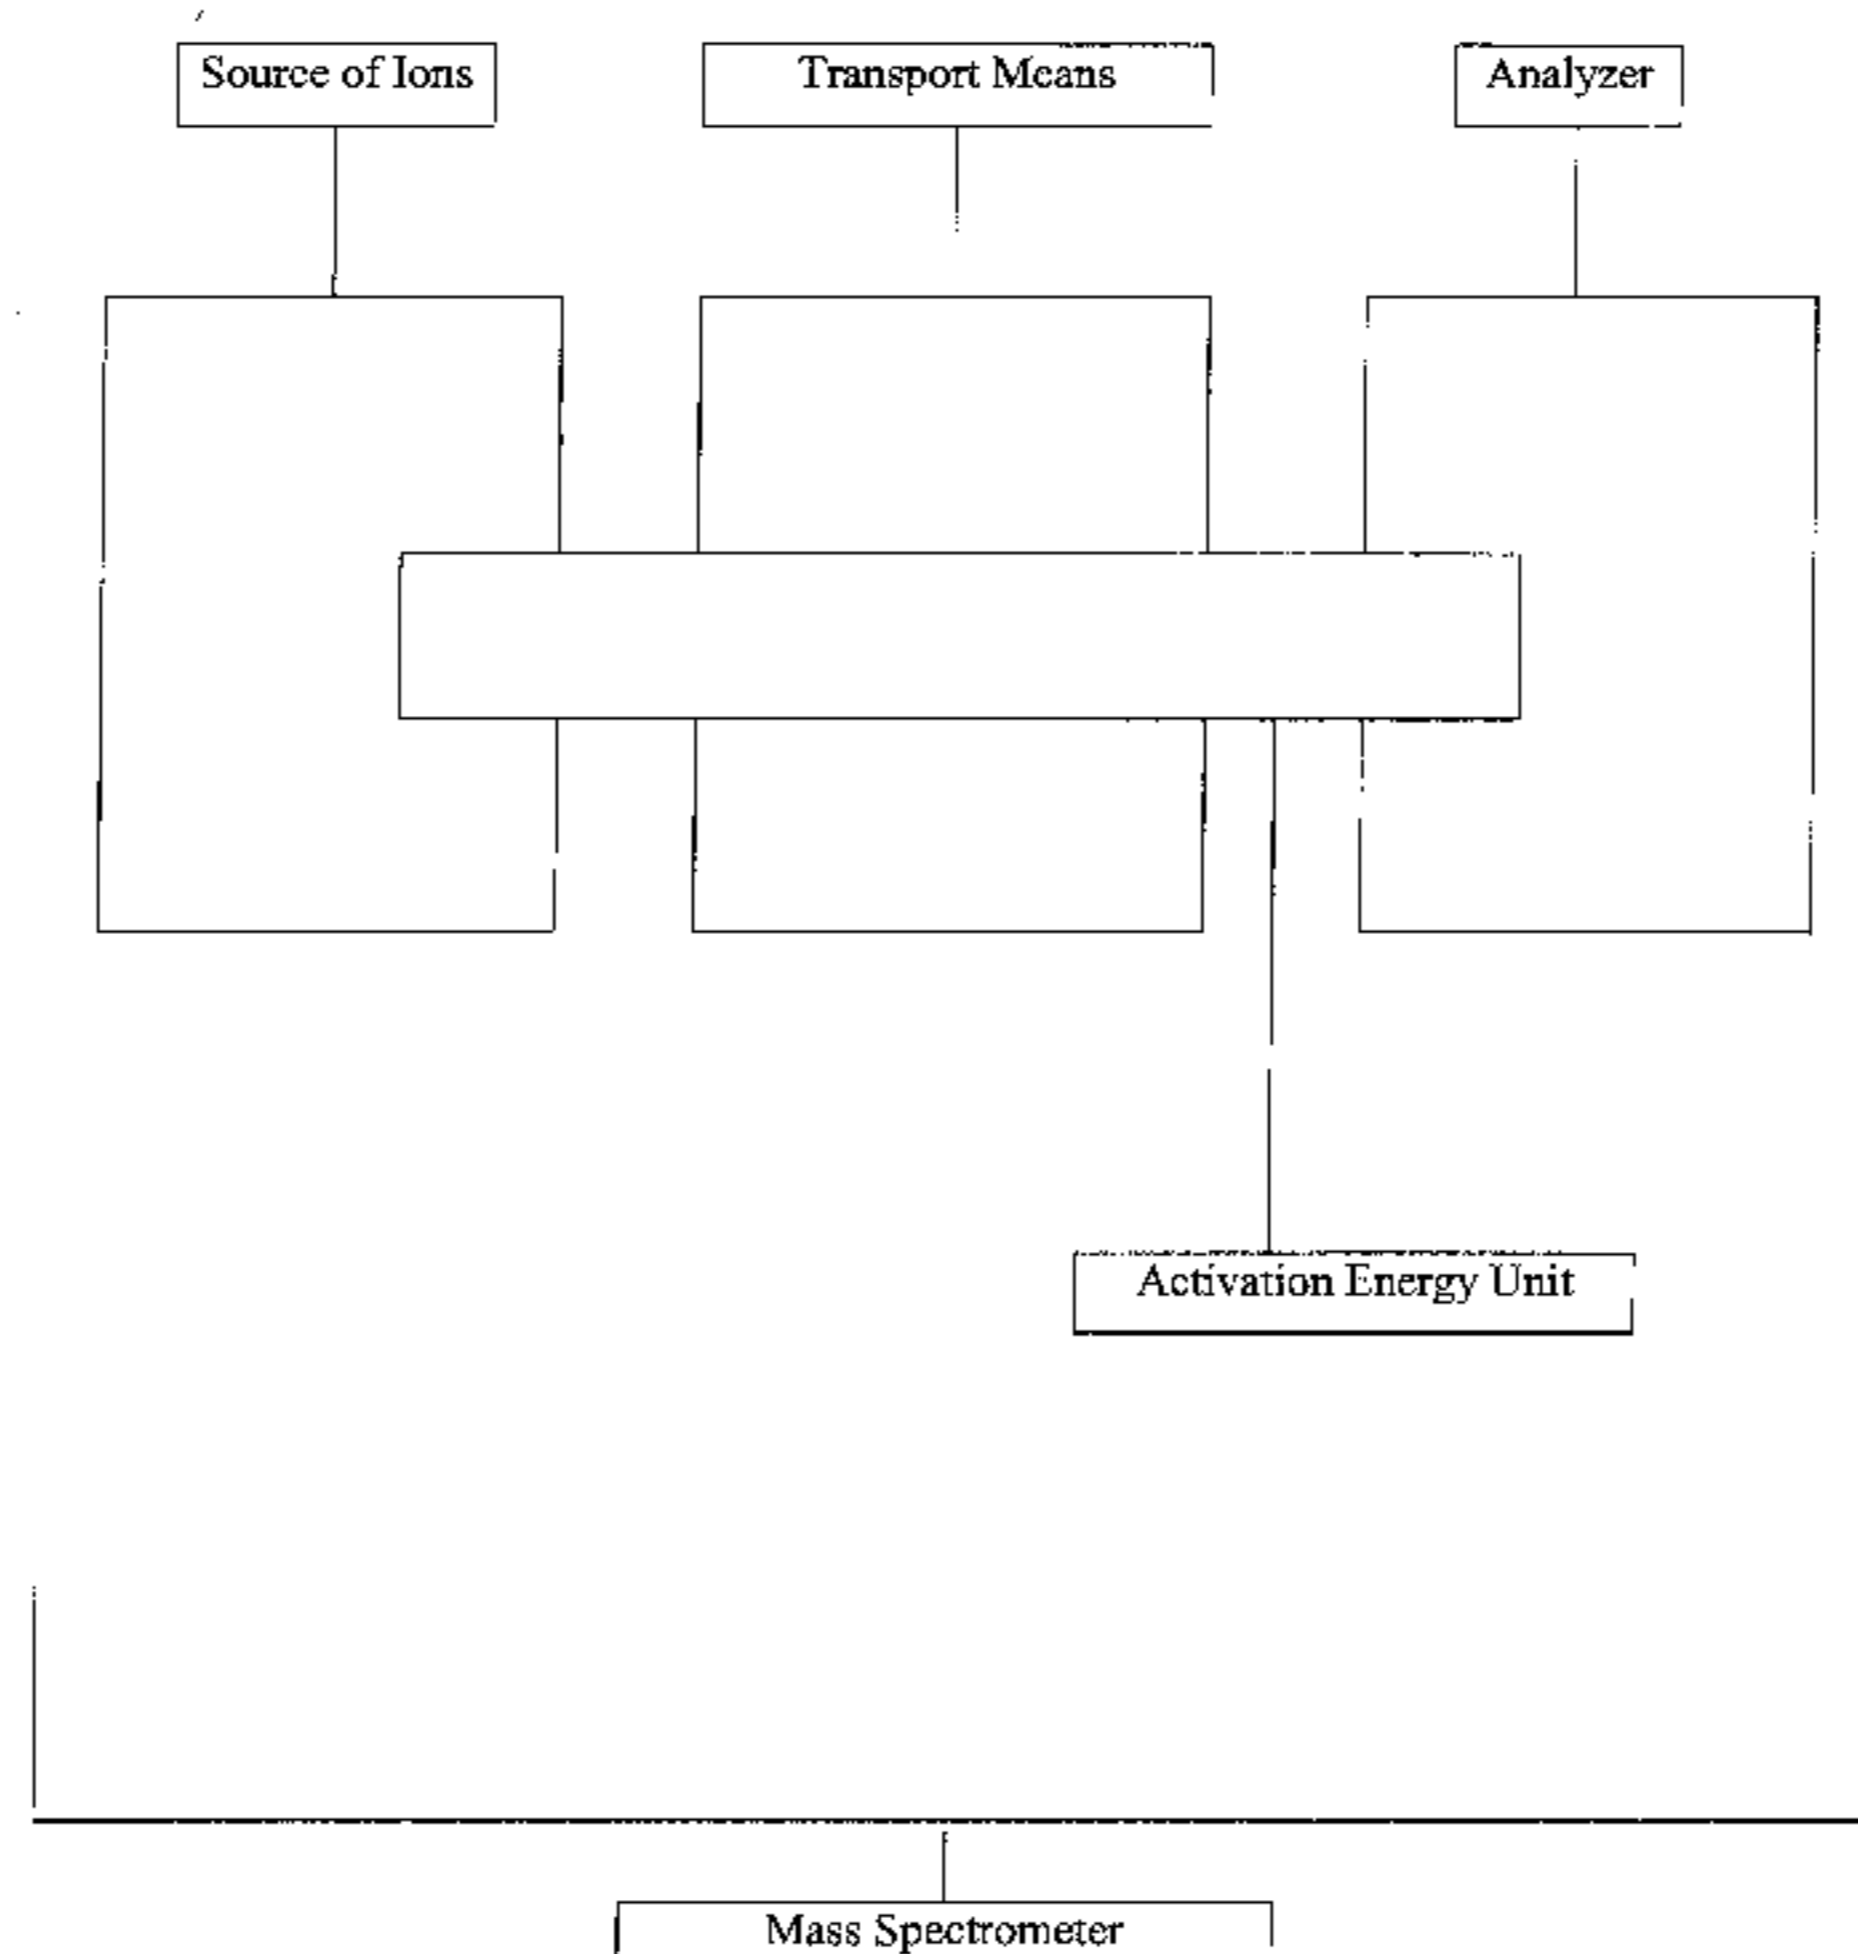 Source of Ions
Transport Means
Analyzer
Activation Energy Unit
Mass Spectrometer